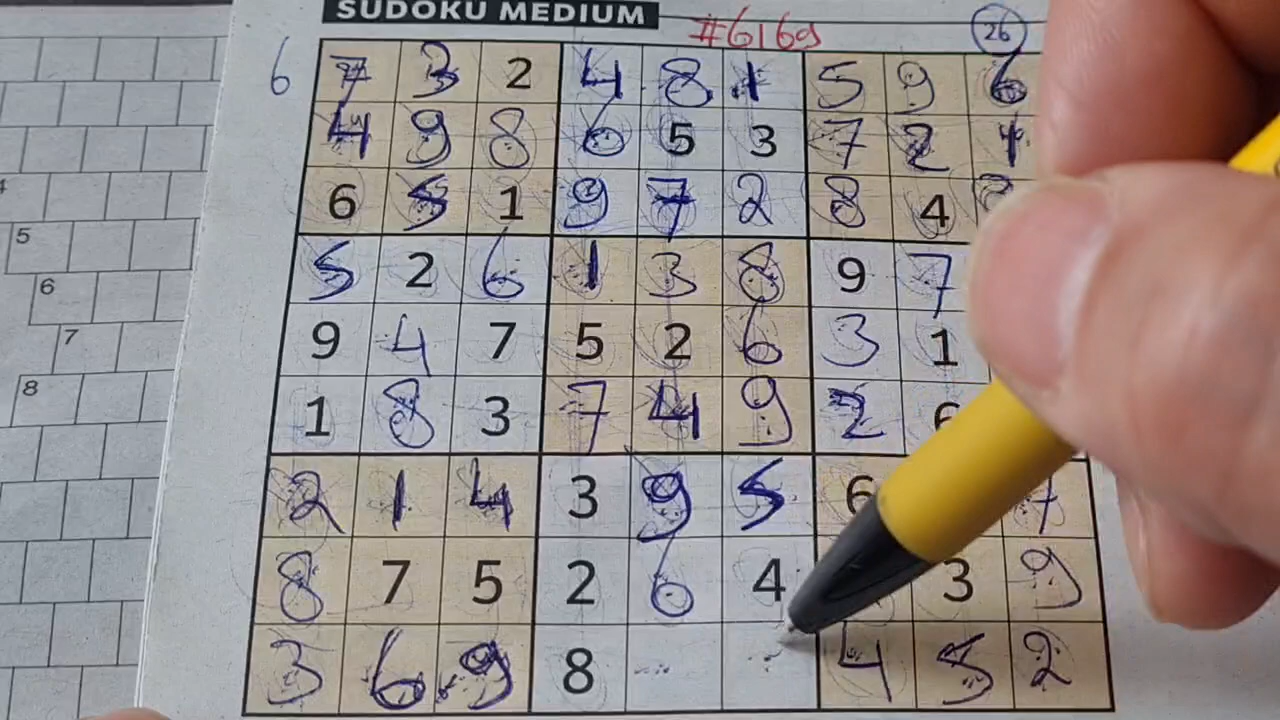 SUDOKU MEDIUM
#6169 26
6 7 3 2 4 8 1 5 9 6
4 9 8 6 5 3 7 2 1
6 5 1 9 7 2 8 4
5 5 2 6 1 3 8 9 7
6 9 4 7 5 2 6 3 1
7
8 1 8 3 7 4 9 2 6
2 1 4 3 9 5 6 7
8 7 5 2 6 4 3 9
3 6 9 8 4 5 2